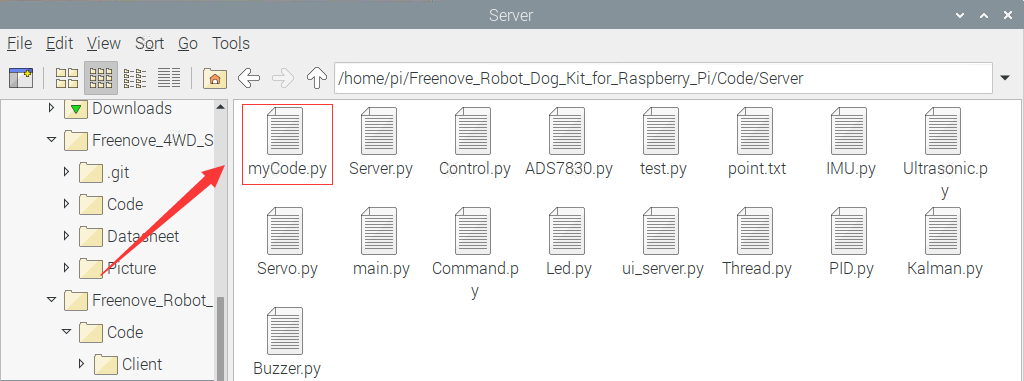 Server
File Edit View Sort Go Tools
/home/pi/Freenove_Robot_Dog_Kit_for_Raspberry_Pi/Code/Server
Downloads
Freenove_4WD_S
.git
Code
Datasheet
Picture
Freenove_Robot_
Code
Client
myCode.py
Server.py
Control.py
ADS7830.py
test.py
point.txt
IMU.py
Ultrasonic.p
y
Servo.py
main.py
Command.p
y
Led.py
ui_server.py
Thread.py
PID.py
Kalman.py
Buzzer.py